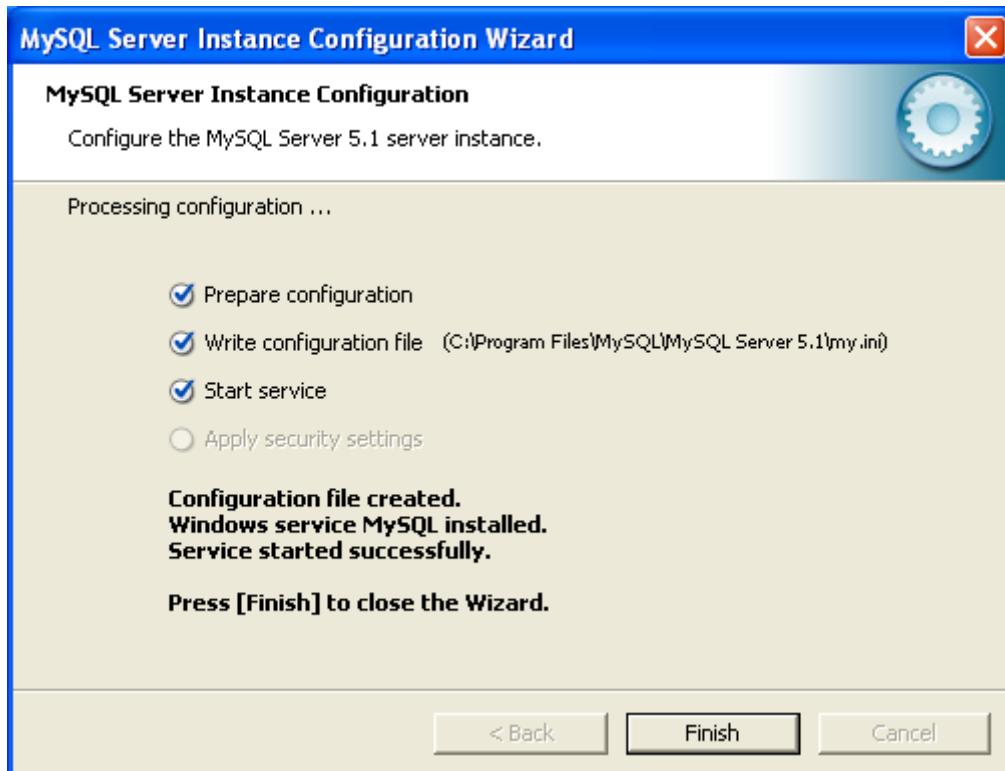 MySQL Server Instance Configuration Wizard
MySQL Server Instance Configuration
Configure the MySQL Server 5.1 server instance.
Processing configuration ...
Prepare configuration
Write configuration file (C:\Program Files\MySQL\MySQL Server 5.1\my.ini)
Start service
Apply security settings
Configuration file created.
Windows service MySQL installed.
Service started successfully.
Press [Finish] to close the Wizard.
< Back Finish Cancel